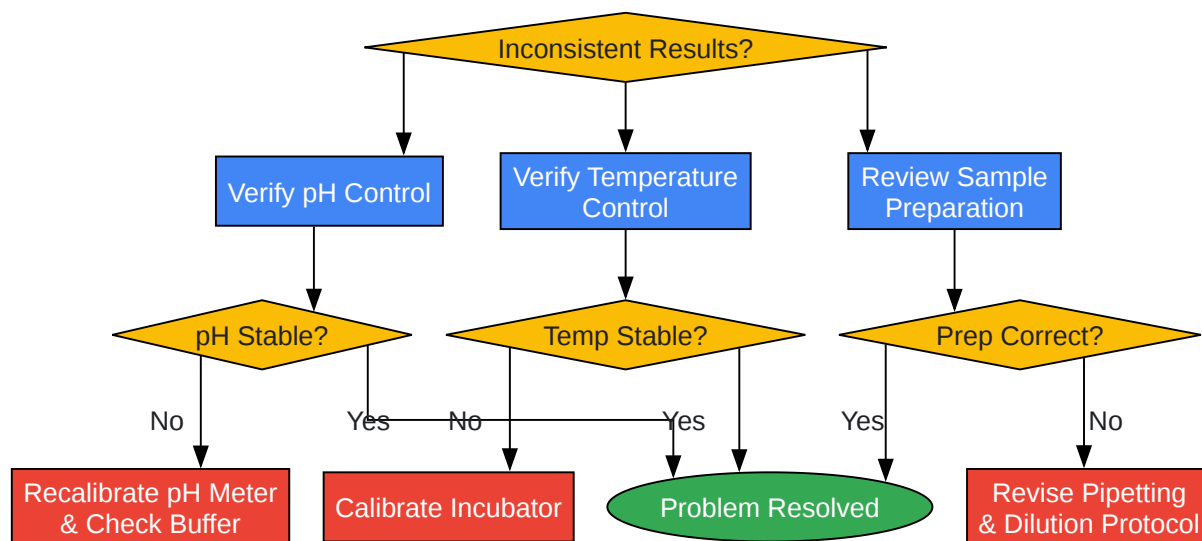 Inconsistent Results?
Verify pH Control
Verify Temperature
Control
Review Sample
Preparation
pH Stable?
Temp Stable?
Prep Correct?
No
Yes
No
Yes
Yes
No
Recalibrate pH Meter
& Check Buffer
Calibrate Incubator
Problem Resolved
Revise Pipetting
& Dilution Protocol